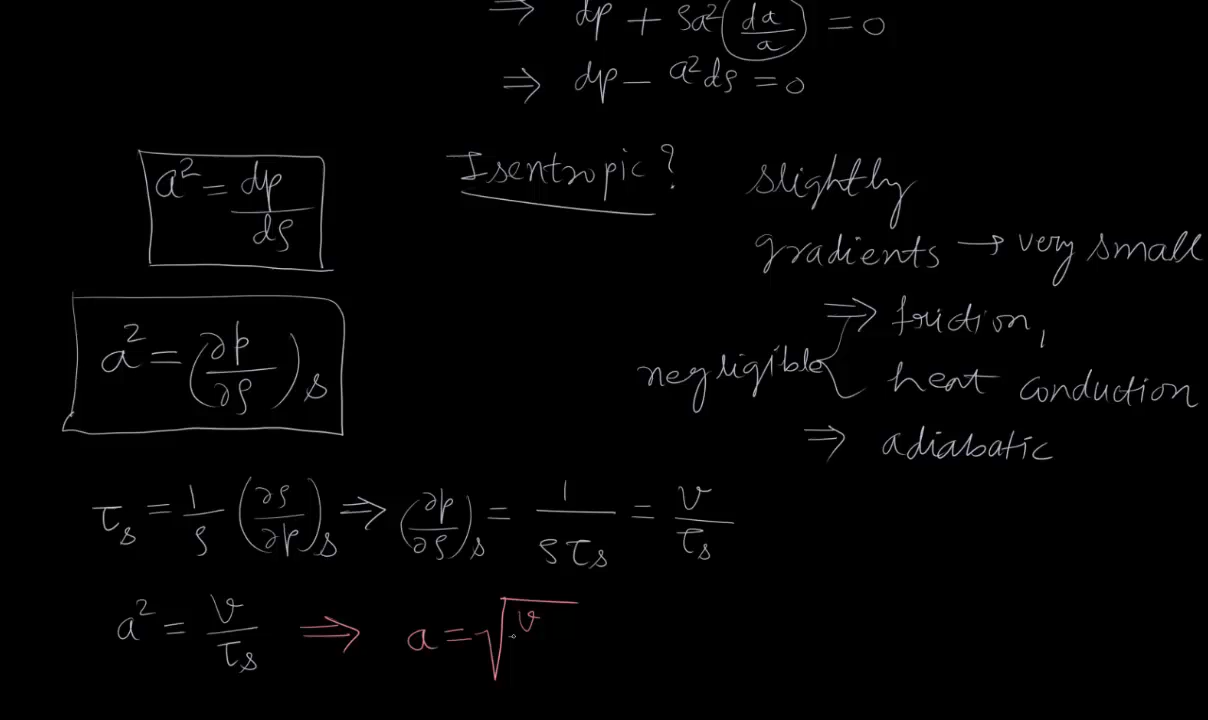 ⇒ dp + ρa² (da/a) = 0
⇒ dp − a²dρ = 0
a² = dp/dρ
Isentropic?
slightly
gradients → very small
⇒ friction,
negligible
heat conduction
⇒ adiabatic
a² = (∂p/∂ρ)s
τs = 1/ρ (∂ρ/∂p)s ⇒ (∂p/∂ρ)s = 1/ρτs = v/τs
a² = v/τs ⇒ a = √v